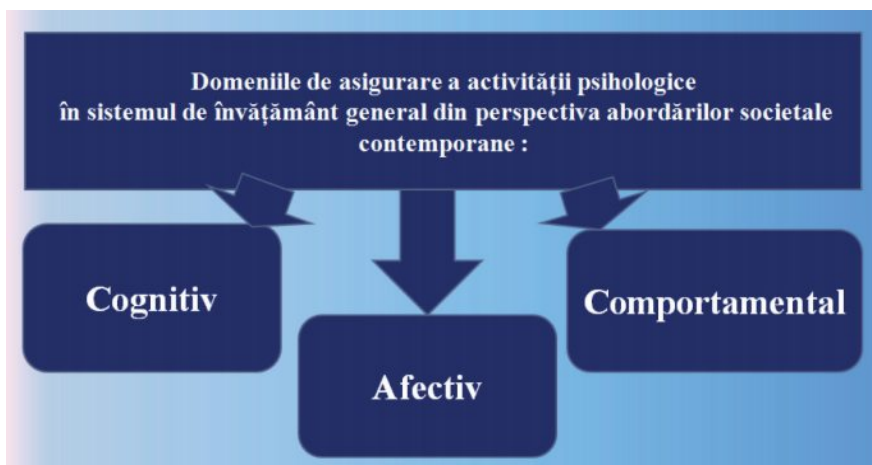 Domeniile de asigurare a activității psihologice
în sistemul de învățământ general din perspectiva abordărilor societale
contemporane :
Cognitiv
Comportamental
Afectiv